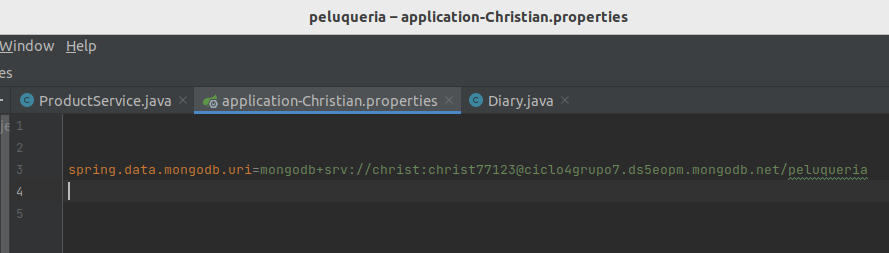 peluqueria – application-Christian.properties
Window Help
es
ProductService.java × application-Christian.properties × Diary.java ×
je 1
2
3 spring.data.mongodb.uri=mongodb+srv://christ:christ77123@ciclo4grupo7.ds5eopm.mongodb.net/peluqueria
4
5